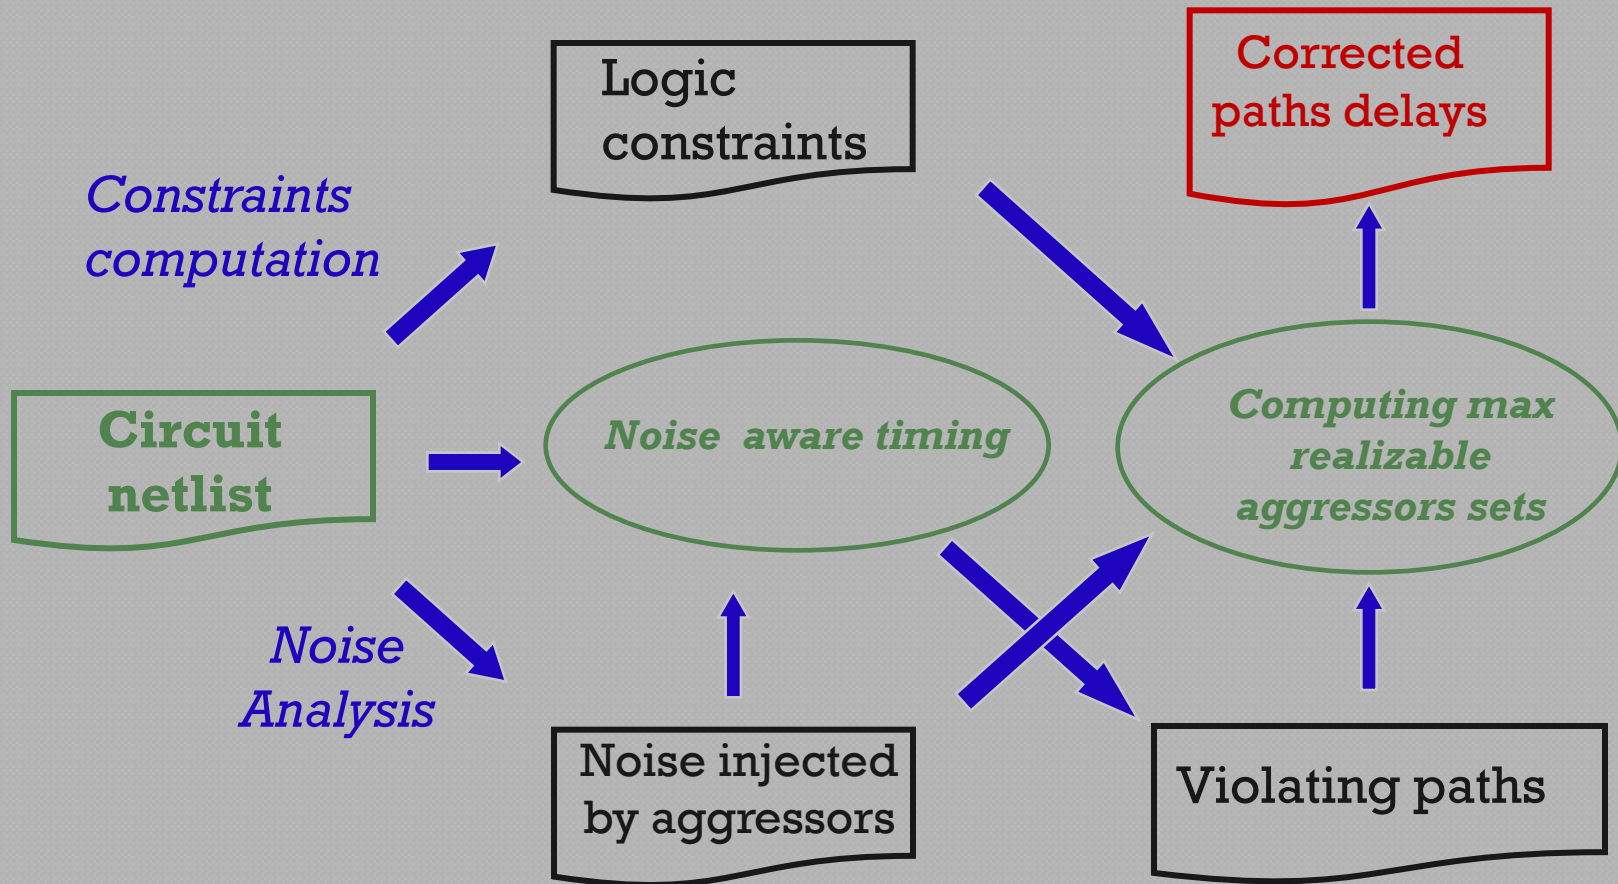 Logic
constraints
Corrected
paths delays
Constraints
computation
Circuit
netlist
Noise aware timing
Computing max
realizable
aggressors sets
Noise
Analysis
Noise injected
by aggressors
Violating paths